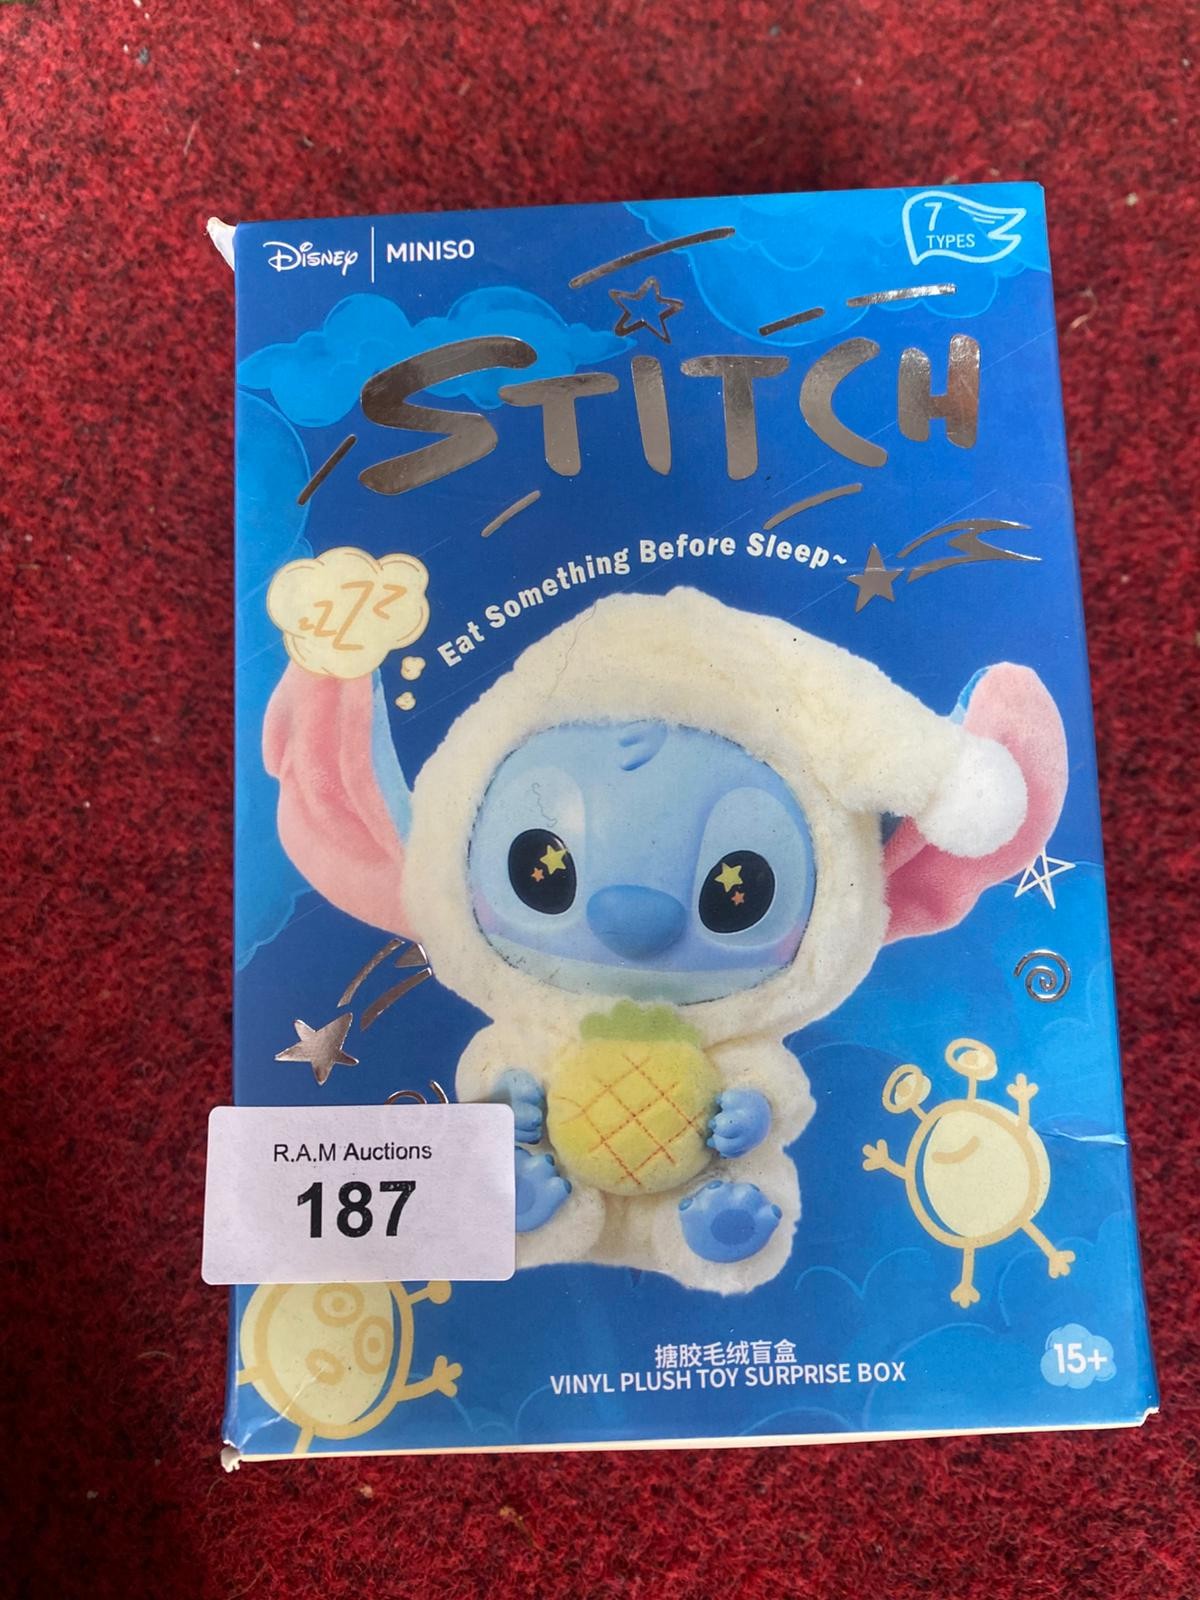 Disney MINISO
7
TYPES
STITCH
Eat Something Before Sleep~
zZZZ
R.A.M Auctions
187
搪胶毛绒盲盒
VINYL PLUSH TOY SURPRISE BOX
15+